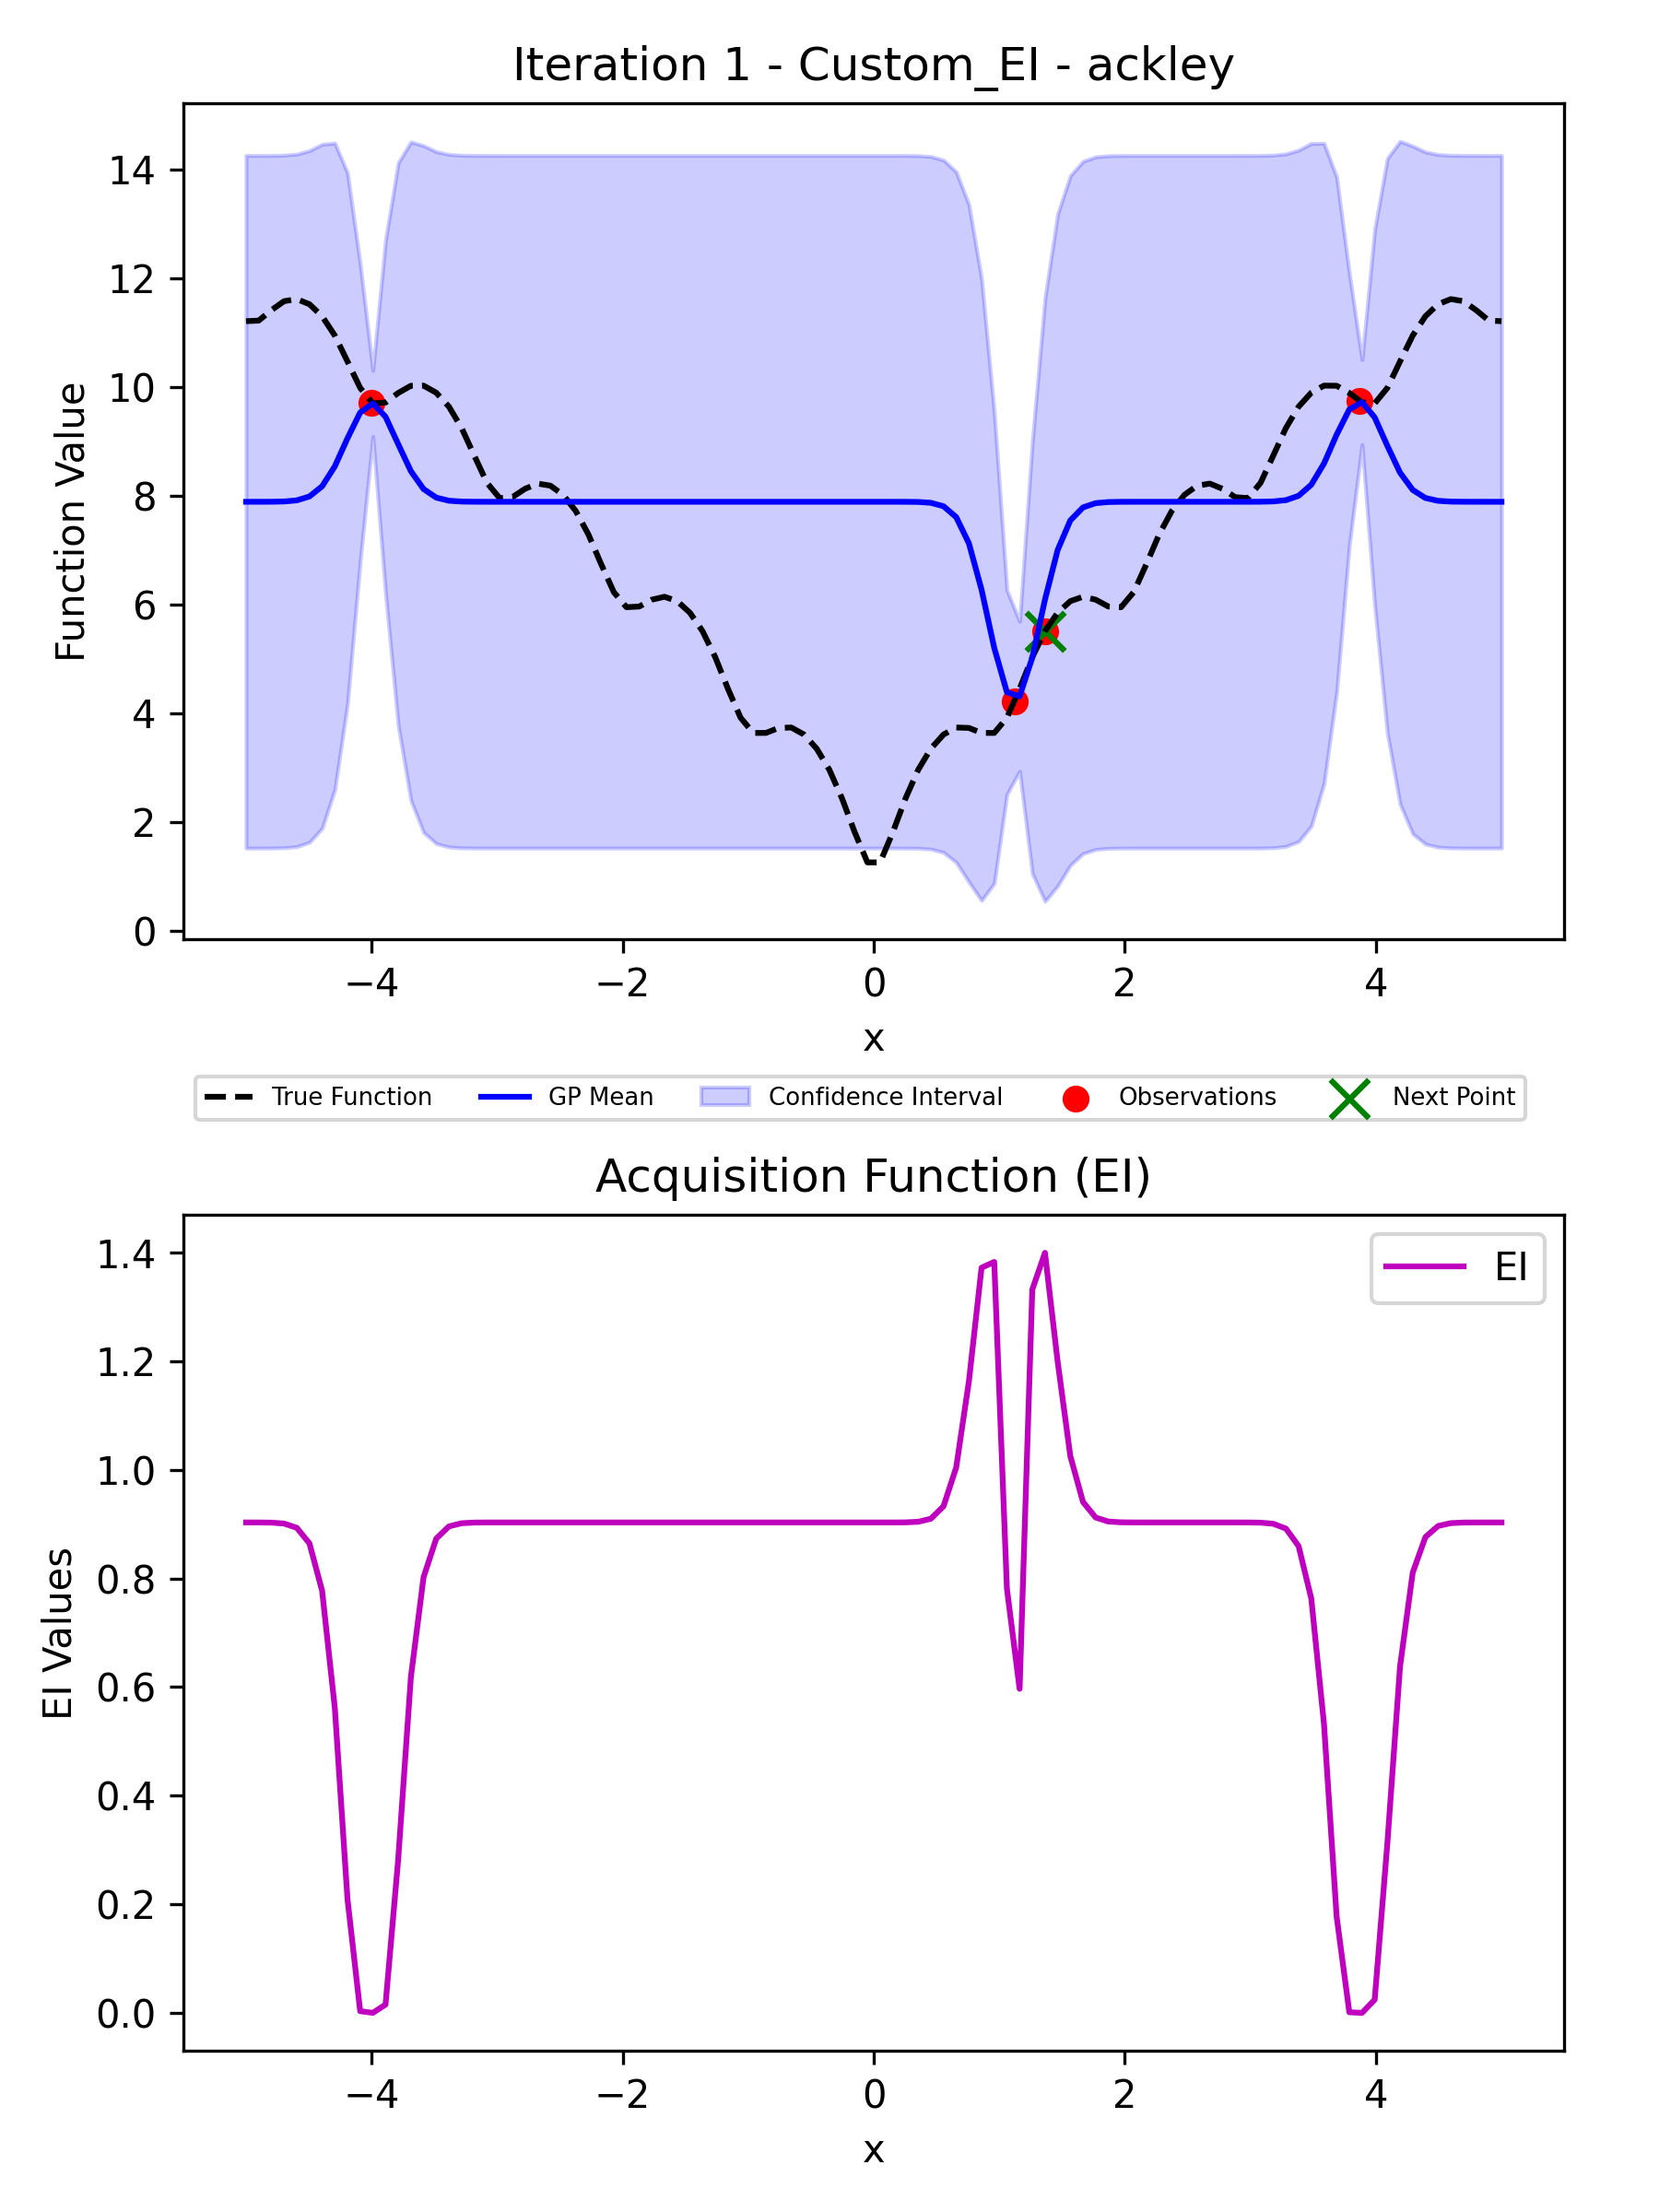 Iteration 1 - Custom_EI - ackley
Function Value
14
12
10
8
6
4
2
0
−4 −2 0 2 4
x
True Function GP Mean Confidence Interval Observations Next Point
Acquisition Function (EI)
EI Values
1.4
1.2
1.0
0.8
0.6
0.4
0.2
0.0
EI
−4 −2 0 2 4
x